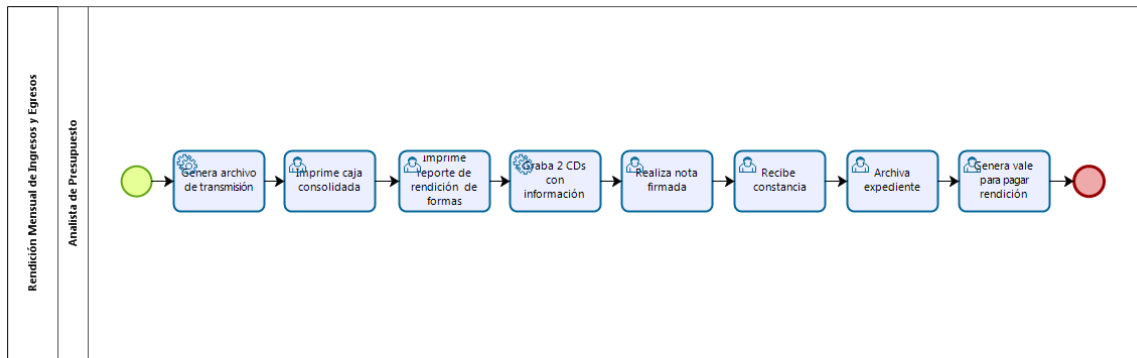 Rendición Mensual de Ingresos y Egresos
Analista de Presupuesto
Genera archivo
de transmisión
Imprime caja
consolidada
Imprime
reporte de
rendición de
formas
Graba 2 CDs
con
información
Realiza nota
firmada
Recibe
constancia
Archiva
expediente
Genera vale
para pagar
rendición